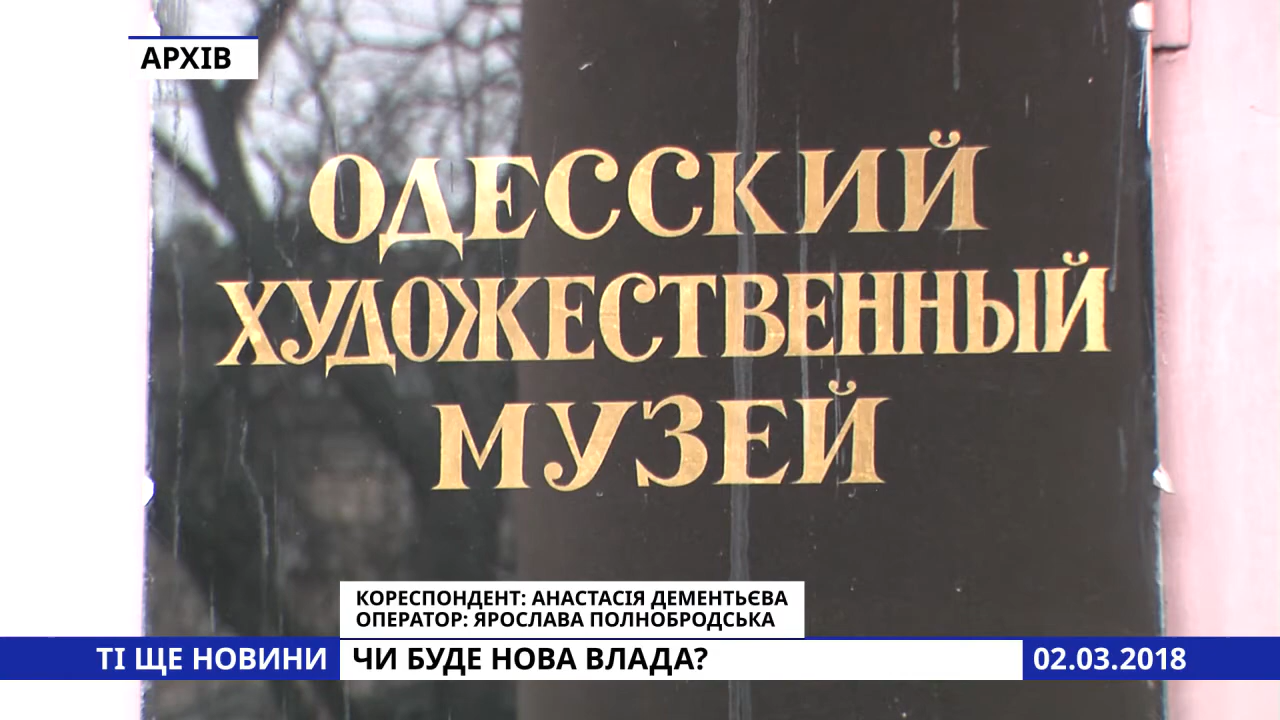 АРХІВ
ОДЕССКИЙ
ХУДОЖЕСТВЕННЫЙ
МУЗЕЙ
КОРЕСПОНДЕНТ: АНАСТАСІЯ ДЕМЕНТЬЄВА
ОПЕРАТОР: ЯРОСЛАВА ПОЛНОБРОДСЬКА
ТІ ЩЕ НОВИНИ
ЧИ БУДЕ НОВА ВЛАДА?
02.03.2018